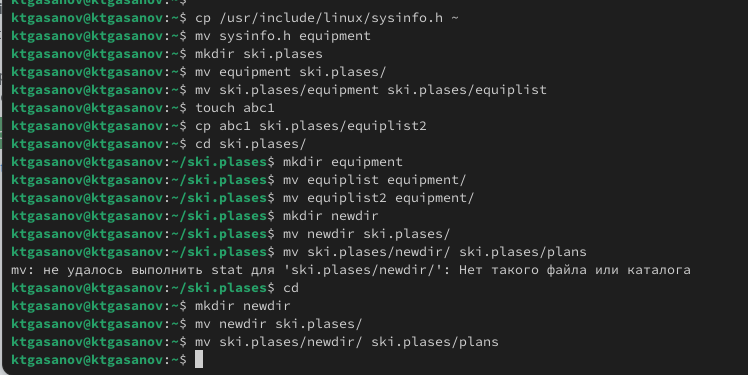 ktgasanov@ktgasanov:~$ cp /usr/include/linux/sysinfo.h ~
ktgasanov@ktgasanov:~$ mv sysinfo.h equipment
ktgasanov@ktgasanov:~$ mkdir ski.plases
ktgasanov@ktgasanov:~$ mv equipment ski.plases/
ktgasanov@ktgasanov:~$ mv ski.plases/equipment ski.plases/equiplist
ktgasanov@ktgasanov:~$ touch abc1
ktgasanov@ktgasanov:~$ cp abc1 ski.plases/equiplist2
ktgasanov@ktgasanov:~$ cd ski.plases/
ktgasanov@ktgasanov:~/ski.plases$ mkdir equipment
ktgasanov@ktgasanov:~/ski.plases$ mv equiplist equipment/
ktgasanov@ktgasanov:~/ski.plases$ mv equiplist2 equipment/
ktgasanov@ktgasanov:~/ski.plases$ mkdir newdir
ktgasanov@ktgasanov:~/ski.plases$ mv newdir ski.plases/
ktgasanov@ktgasanov:~/ski.plases$ mv ski.plases/newdir/ ski.plases/plans
mv: не удалось выполнить stat для 'ski.plases/newdir/': Нет такого файла или каталога
ktgasanov@ktgasanov:~/ski.plases$ cd
ktgasanov@ktgasanov:~$ mkdir newdir
ktgasanov@ktgasanov:~$ mv newdir ski.plases/
ktgasanov@ktgasanov:~$ mv ski.plases/newdir/ ski.plases/plans
ktgasanov@ktgasanov:~$